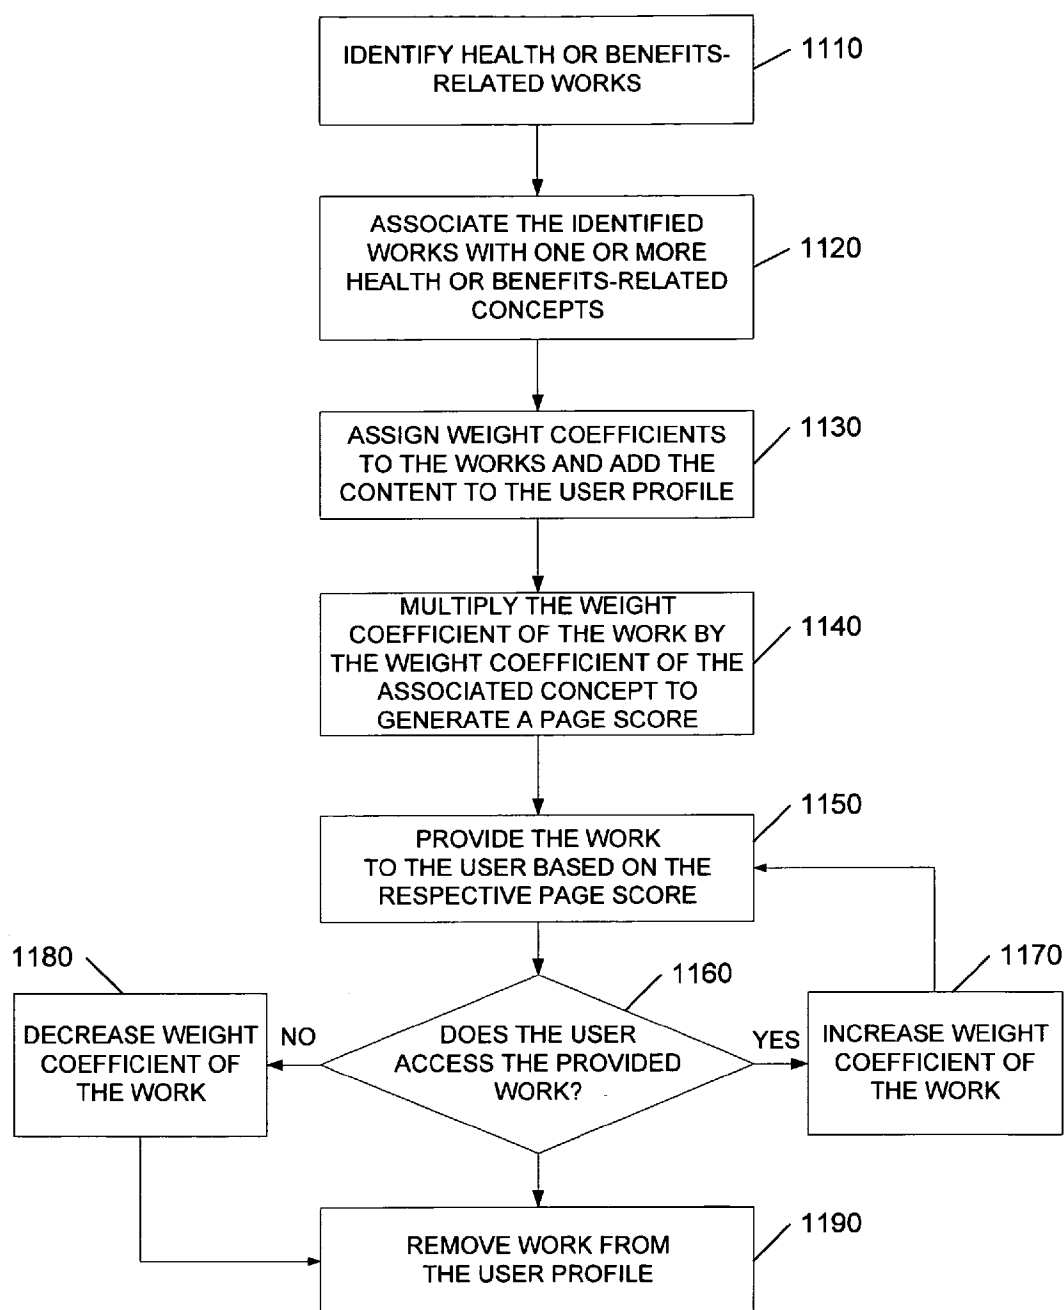 IDENTIFY HEALTH OR BENEFITS-
RELATED WORKS
1110
ASSOCIATE THE IDENTIFIED
WORKS WITH ONE OR MORE
HEALTH OR BENEFITS-RELATED
CONCEPTS
1120
ASSIGN WEIGHT COEFFICIENTS
TO THE WORKS AND ADD THE
CONTENT TO THE USER PROFILE
1130
MULTIPLY THE WEIGHT
COEFFICIENT OF THE WORK BY
THE WEIGHT COEFFICIENT OF THE
ASSOCIATED CONCEPT TO
GENERATE A PAGE SCORE
1140
PROVIDE THE WORK
TO THE USER BASED ON THE
RESPECTIVE PAGE SCORE
1150
DOES THE USER
ACCESS THE PROVIDED
WORK?
1160
YES
INCREASE WEIGHT
COEFFICIENT OF
THE WORK
1170
NO
DECREASE WEIGHT
COEFFICIENT OF
THE WORK
1180
REMOVE WORK FROM
THE USER PROFILE
1190